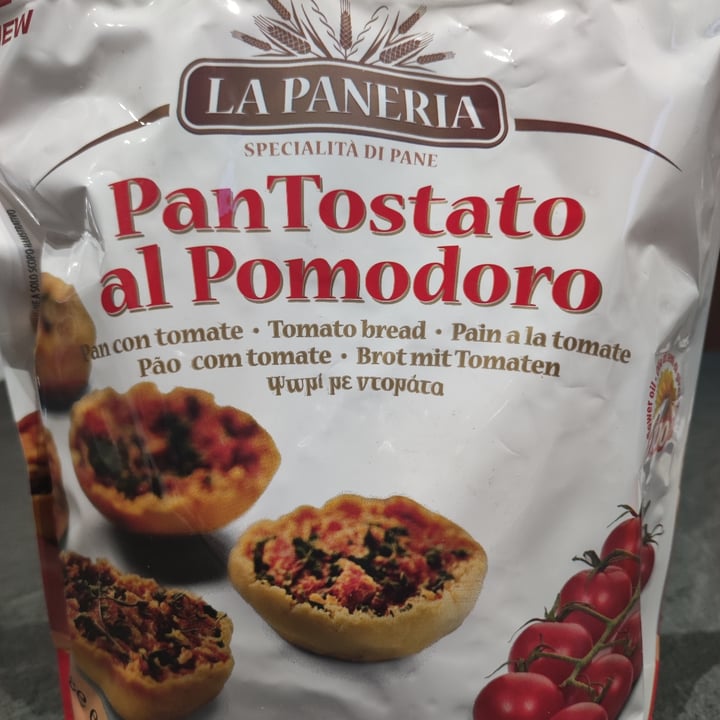 LA PANERIA
SPECIALITÀ DI PANE
PanTostato
al Pomodoro
Pan con tomate · Tomato bread · Pain a la tomate
Pão com tomate · Brot mit Tomaten
Ψωμί με ντομάτα